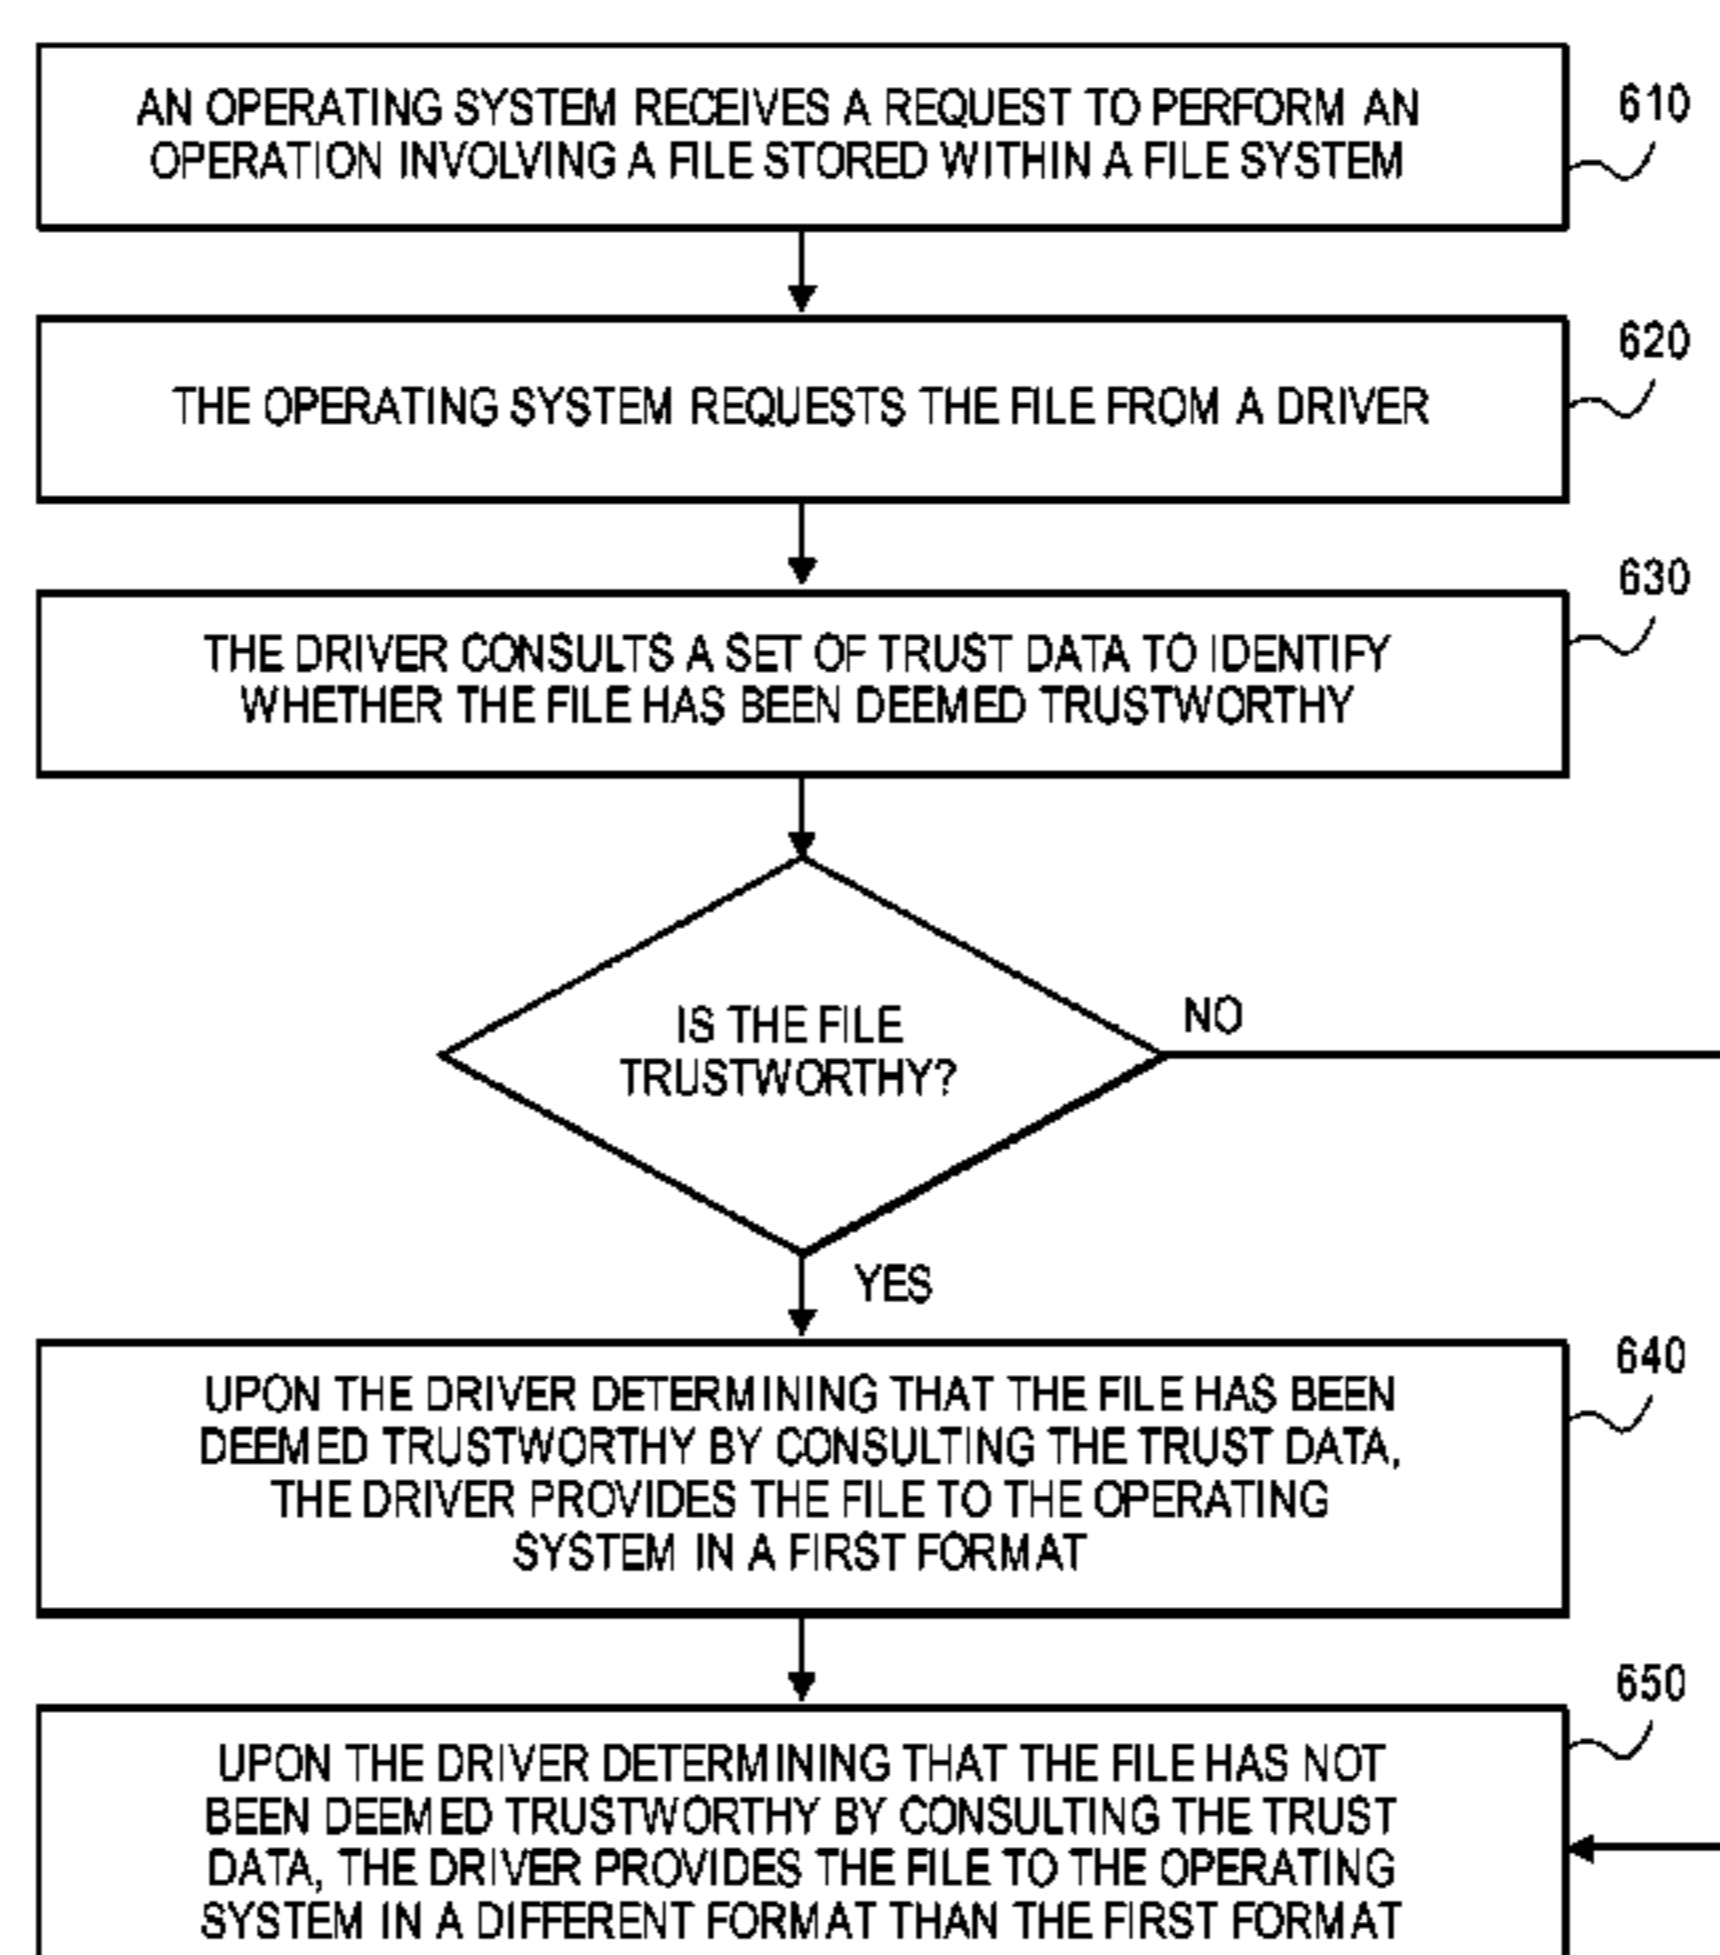 AN OPERATING SYSTEM RECEIVES A REQUEST TO PERFORM AN
OPERATION INVOLVING A FILE STORED WITHIN A FILE SYSTEM
610
THE OPERATING SYSTEM REQUESTS THE FILE FROM A DRIVER
620
THE DRIVER CONSULTS A SET OF TRUST DATA TO IDENTIFY
WHETHER THE FILE HAS BEEN DEEMED TRUSTWORTHY
630
IS THE FILE
TRUSTWORTHY?
NO
YES
UPON THE DRIVER DETERMINING THAT THE FILE HAS BEEN
DEEMED TRUSTWORTHY BY CONSULTING THE TRUST DATA,
THE DRIVER PROVIDES THE FILE TO THE OPERATING
SYSTEM IN A FIRST FORMAT
640
UPON THE DRIVER DETERMINING THAT THE FILE HAS NOT
BEEN DEEMED TRUSTWORTHY BY CONSULTING THE TRUST
DATA, THE DRIVER PROVIDES THE FILE TO THE OPERATING
SYSTEM IN A DIFFERENT FORMAT THAN THE FIRST FORMAT
650